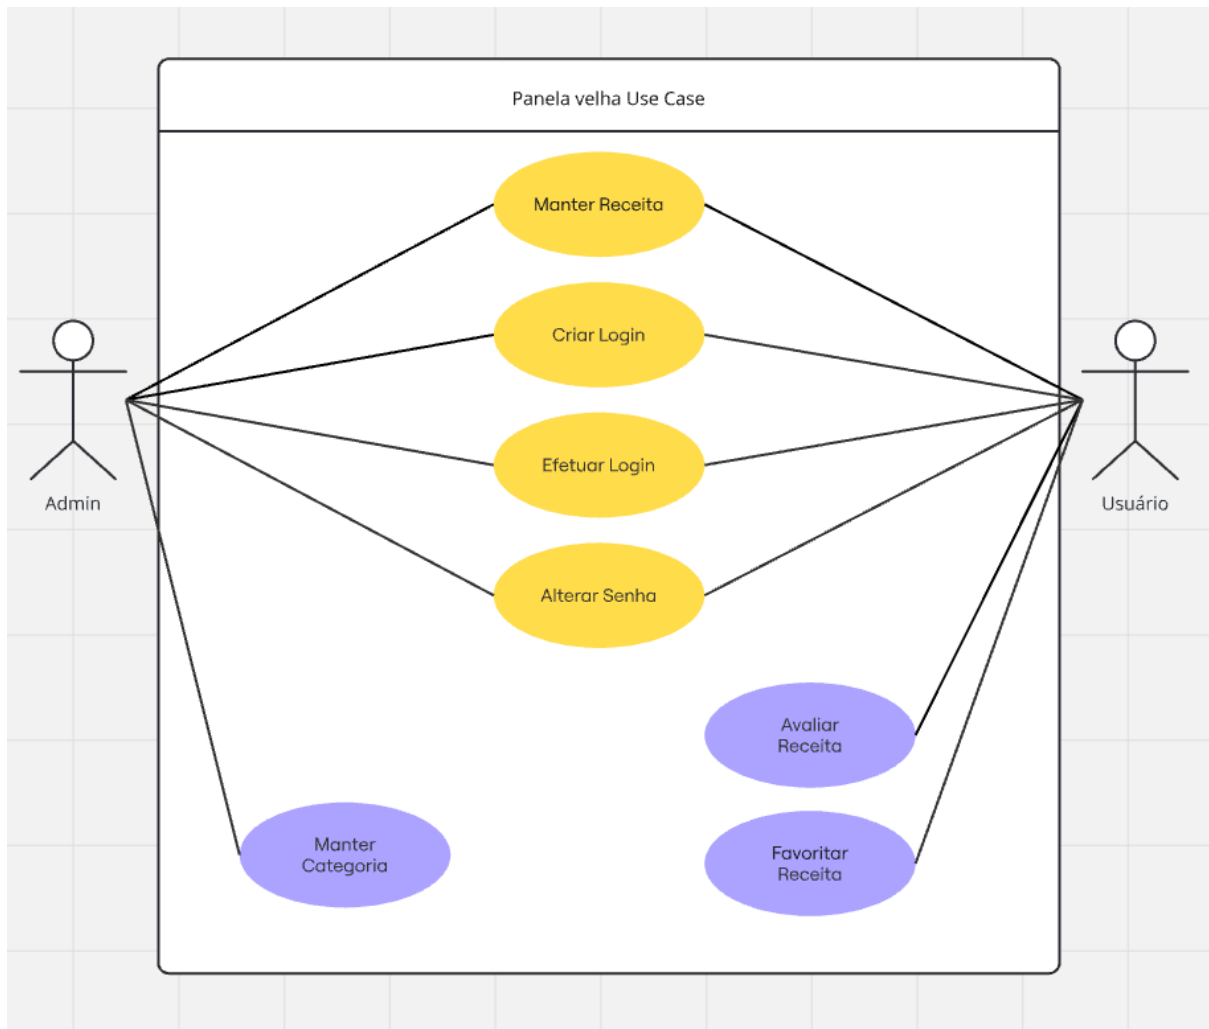 Panela velha Use Case
Manter Receita
Criar Login
Efetuar Login
Admin
Usuário
Alterar Senha
Avaliar
Receita
Manter
Categoria
Favoritar
Receita